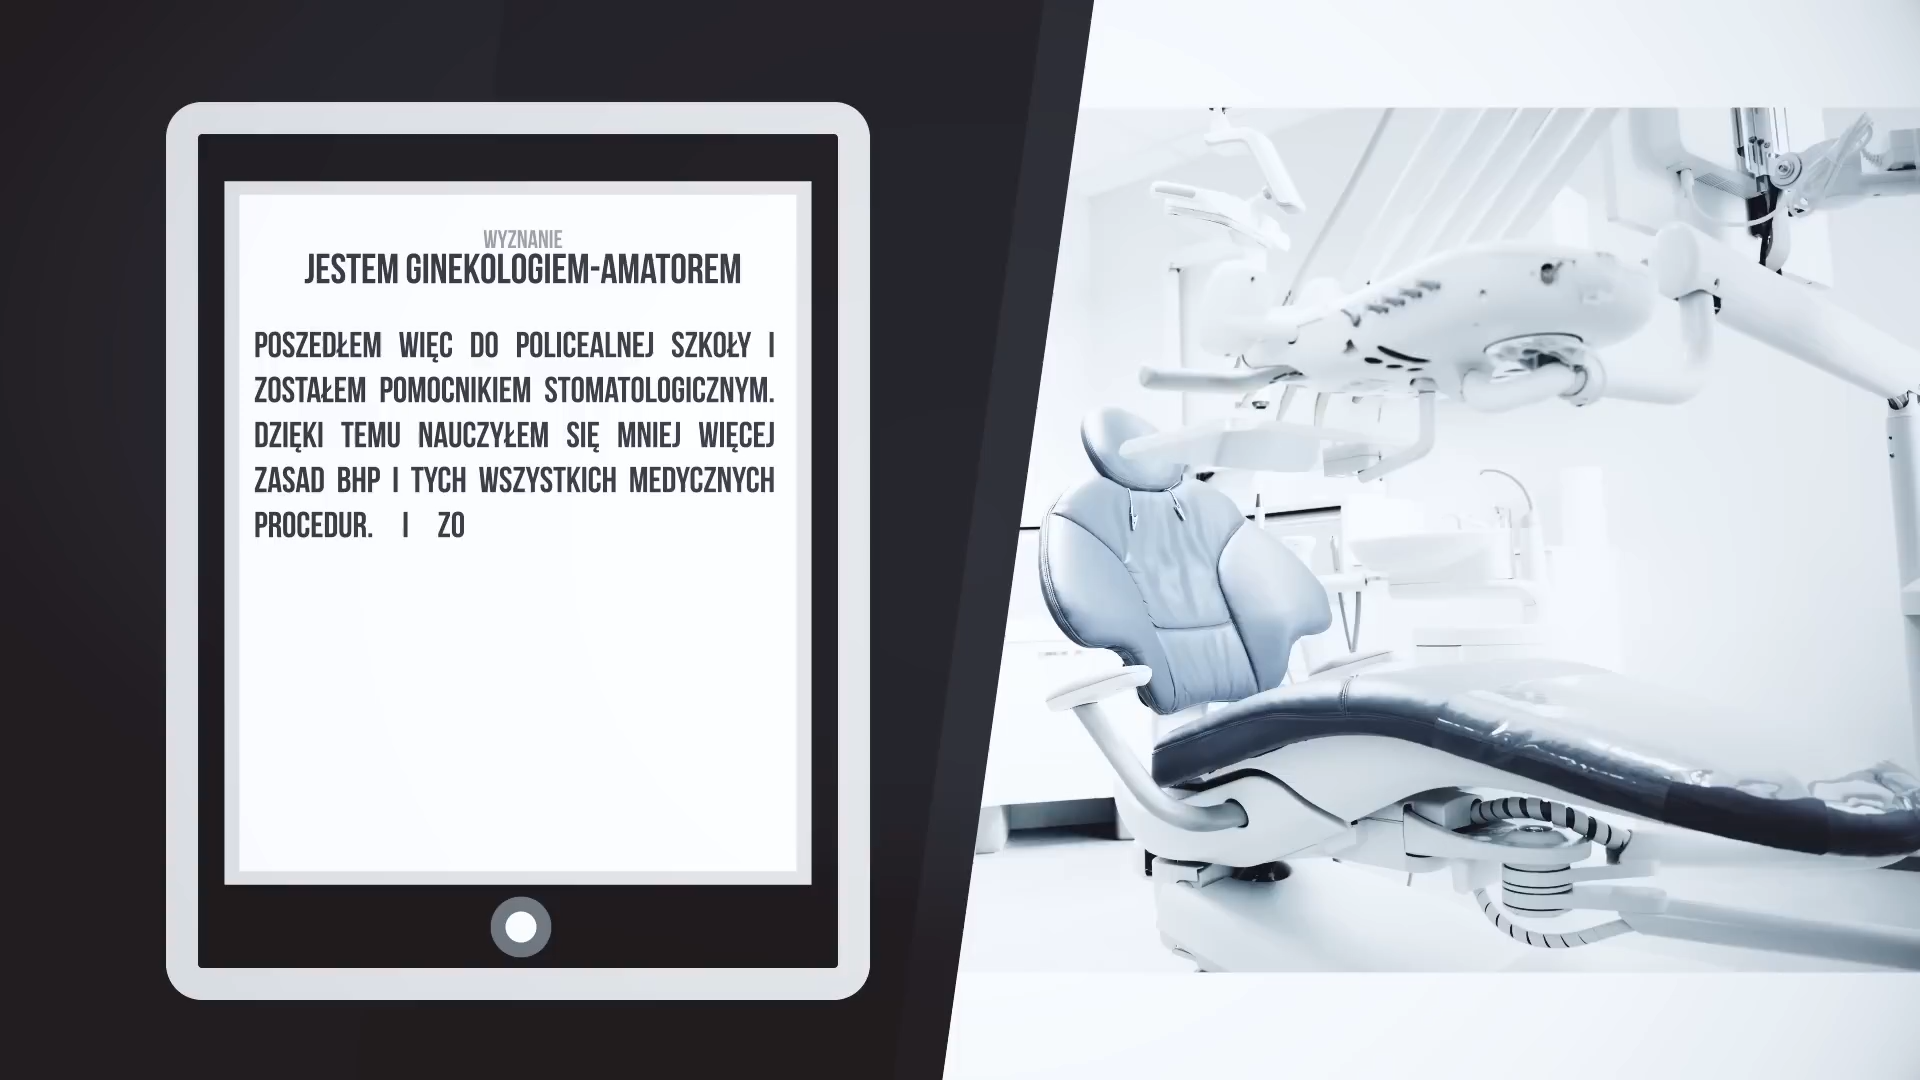 WYZNANIE
JESTEM GINEKOLOGIEM-AMATOREM
POSZEDŁEM WIĘC DO POLICEALNEJ SZKOŁY I
ZOSTAŁEM POMOCNIKIEM STOMATOLOGICZNYM.
DZIĘKI TEMU NAUCZYŁEM SIĘ MNIEJ WIĘCEJ
ZASAD BHP I TYCH WSZYSTKICH MEDYCZNYCH
PROCEDUR. I ZO